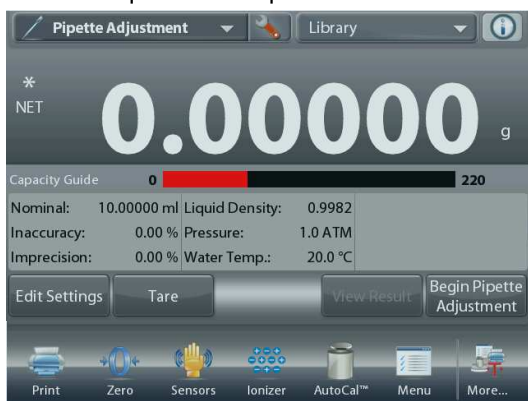 Pipette Adjustment Library
*
NET
0.00000 g
Capacity Guide 0 220
Nominal: 10.00000 ml Liquid Density: 0.9982
Inaccuracy: 0.00 % Pressure: 1.0 ATM
Imprecision: 0.00 % Water Temp.: 20.0 °C
Edit Settings Tare View Result Begin Pipette
Adjustment
Print Zero Sensors Ionizer AutoCal™ Menu More...